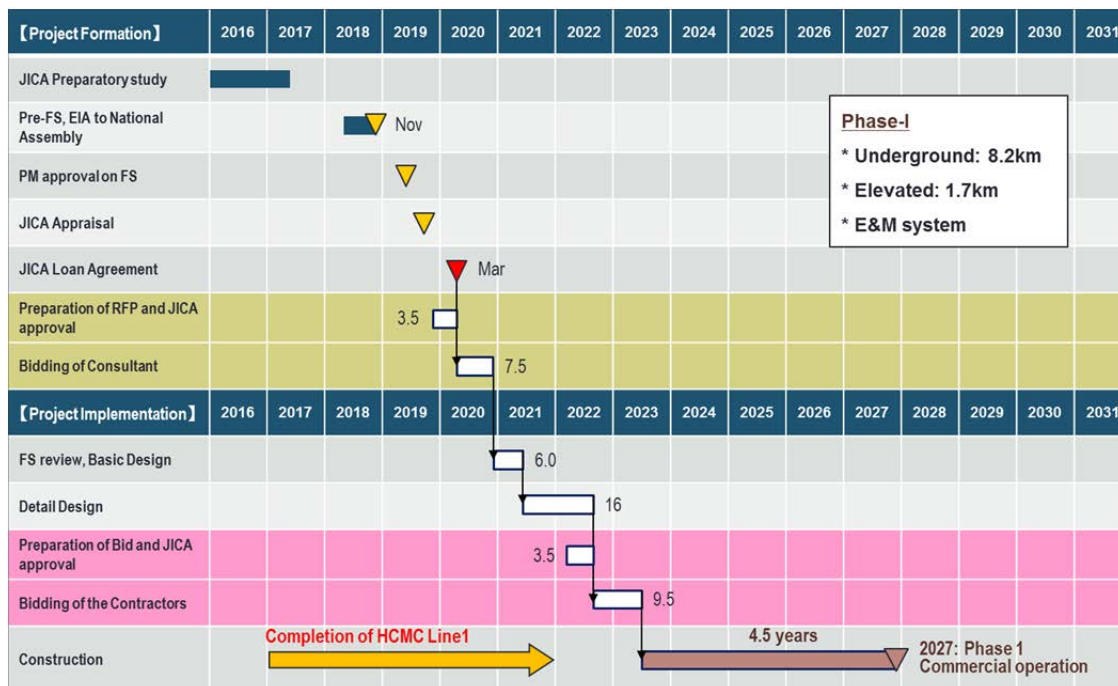 【Project Formation】 2016 2017 2018 2019 2020 2021 2022 2023 2024 2025 2026 2027 2028 2029 2030 2031
JICA Preparatory study
Pre-FS, EIA to National
Assembly
Nov
PM approval on FS
JICA Appraisal
Phase-I
* Underground: 8.2km
* Elevated: 1.7km
* E&M system
JICA Loan Agreement
Mar
Preparation of RFP and JICA
approval
3.5
Bidding of Consultant
7.5
【Project Implementation】 2016 2017 2018 2019 2020 2021 2022 2023 2024 2025 2026 2027 2028 2029 2030 2031
FS review, Basic Design
6.0
Detail Design
16
Preparation of Bid and JICA
approval
3.5
Bidding of the Contractors
9.5
Construction
Completion of HCMC Line1
4.5 years
2027: Phase 1
Commercial operation